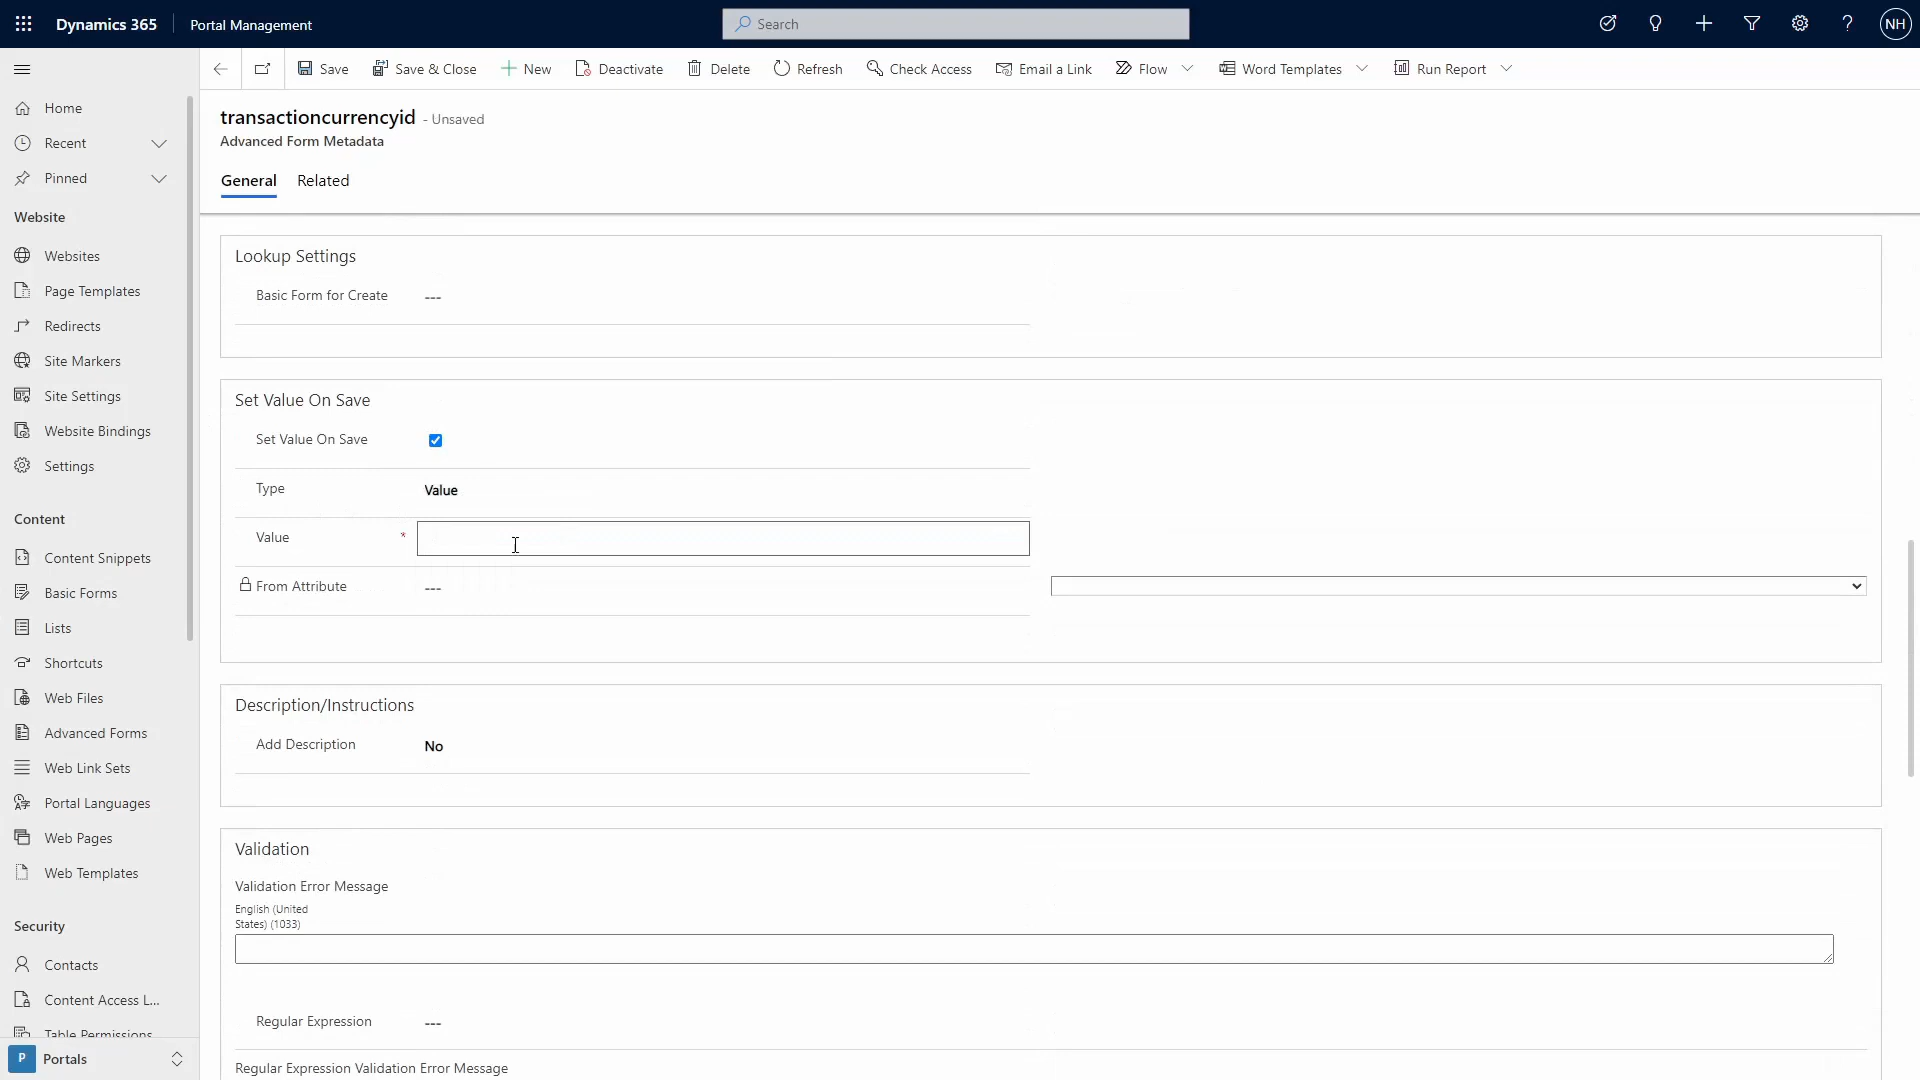 Dynamics 365
Portal Management
Search
NH
Save
Save & Close
New
Deactivate
Delete
Refresh
Check Access
Email a Link
Flow
Word Templates
Run Report
Home
Recent
Pinned
Website
Websites
Page Templates
Redirects
Site Markers
Site Settings
Website Bindings
Settings
Content
Content Snippets
Basic Forms
Lists
Shortcuts
Web Files
Advanced Forms
Web Link Sets
Portal Languages
Web Pages
Web Templates
Security
Contacts
Content Access L...
Table Permissions
P Portals
transactioncurrencyid - Unsaved
Advanced Form Metadata
General
Related
Lookup Settings
Basic Form for Create ---
Set Value On Save
Set Value On Save
Type Value
Value *
From Attribute ---
Description/Instructions
Add Description No
Validation
Validation Error Message
English (United
States) (1033)
Regular Expression ---
Regular Expression Validation Error Message